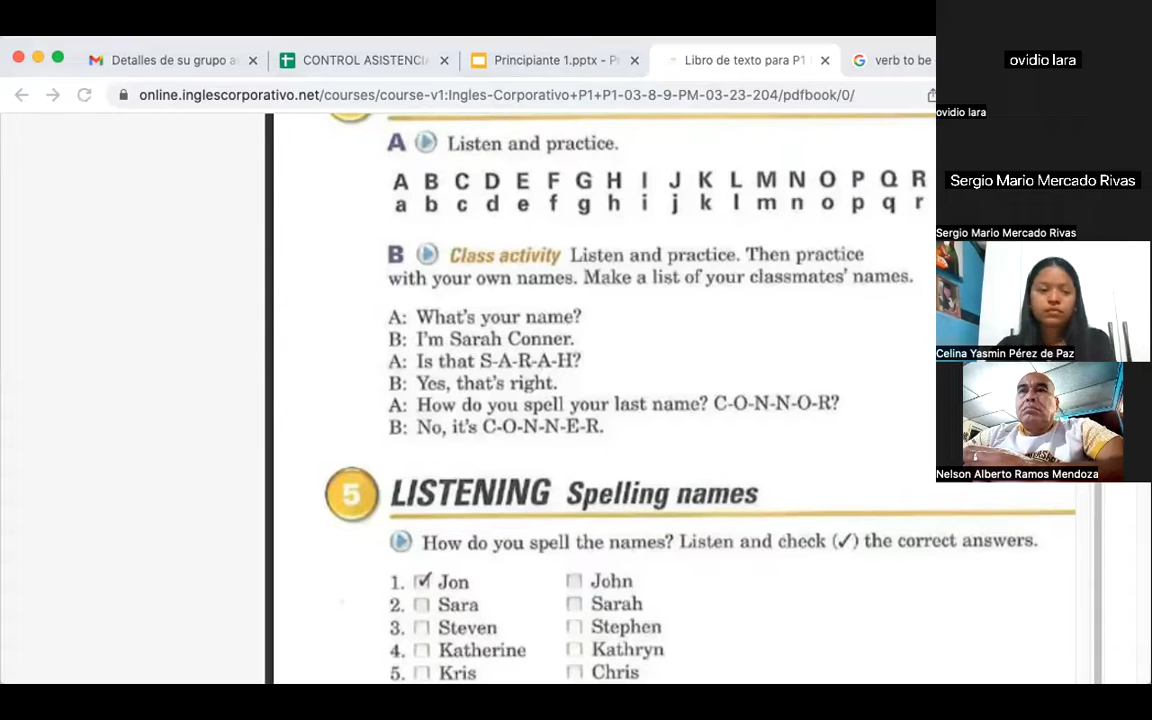 Detalles de su grupo a
CONTROL ASISTENCI
Principiante 1.pptx - P
Libro de texto para P1
verb to be
online.inglescorporativo.net/courses/course-v1:Ingles-Corporativo+P1+P1-03-8-9-PM-03-23-204/pdfbook/0/
A Listen and practice.
A B C D E F G H I J K L M N O P Q R
a b c d e f g h i j k l m n o p q r
B Class activity Listen and practice. Then practice
with your own names. Make a list of your classmates' names.
A: What's your name?
B: I'm Sarah Conner.
A: Is that S-A-R-A-H?
B: Yes, that's right.
A: How do you spell your last name? C-O-N-N-O-R?
B: No, it's C-O-N-N-E-R.
5 LISTENING Spelling names
How do you spell the names? Listen and check (✓) the correct answers.
1. ✓ Jon John
2. Sara Sarah
3. Steven Stephen
4. Katherine Kathryn
5. Kris Chris
ovidio lara
ovidio lara
Sergio Mario Mercado Rivas
Sergio Mario Mercado Rivas
Celina Yasmin Pérez de Paz
Nelson Alberto Ramos Mendoza